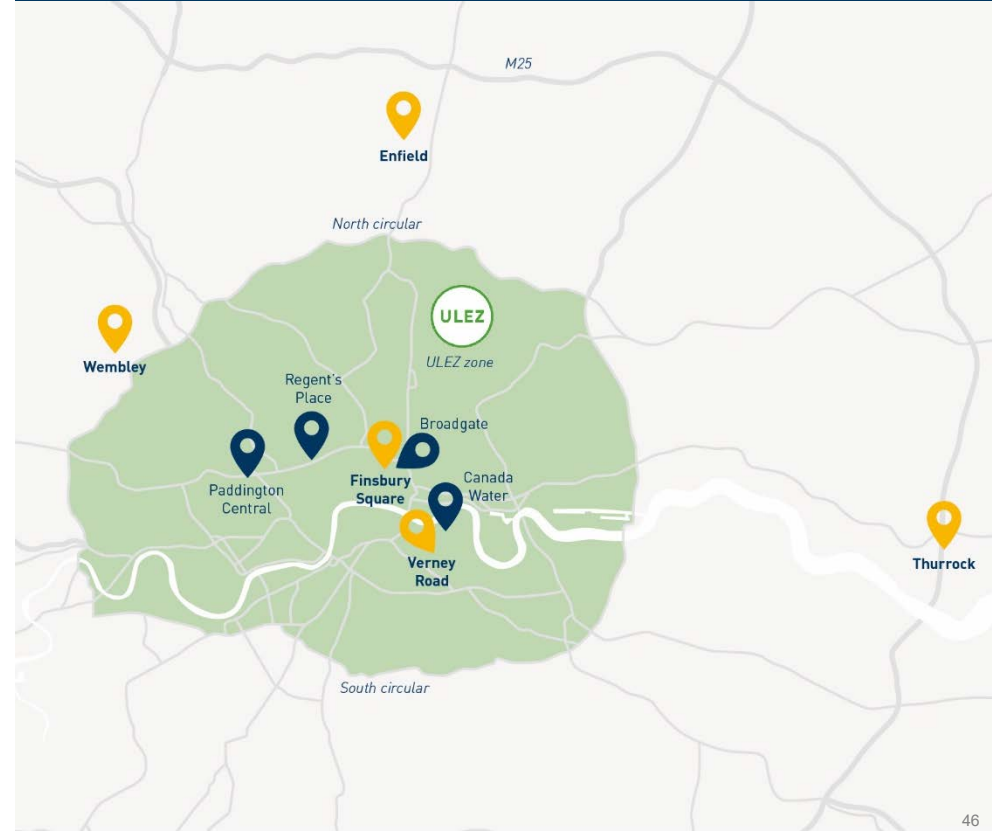 M25
Enfield
North circular
ULEZ
ULEZ zone
Wembley
Regent's
Place
Broadgate
Paddington
Central
Finsbury
Square
Canada
Water
Verney
Road
Thurrock
South circular
46